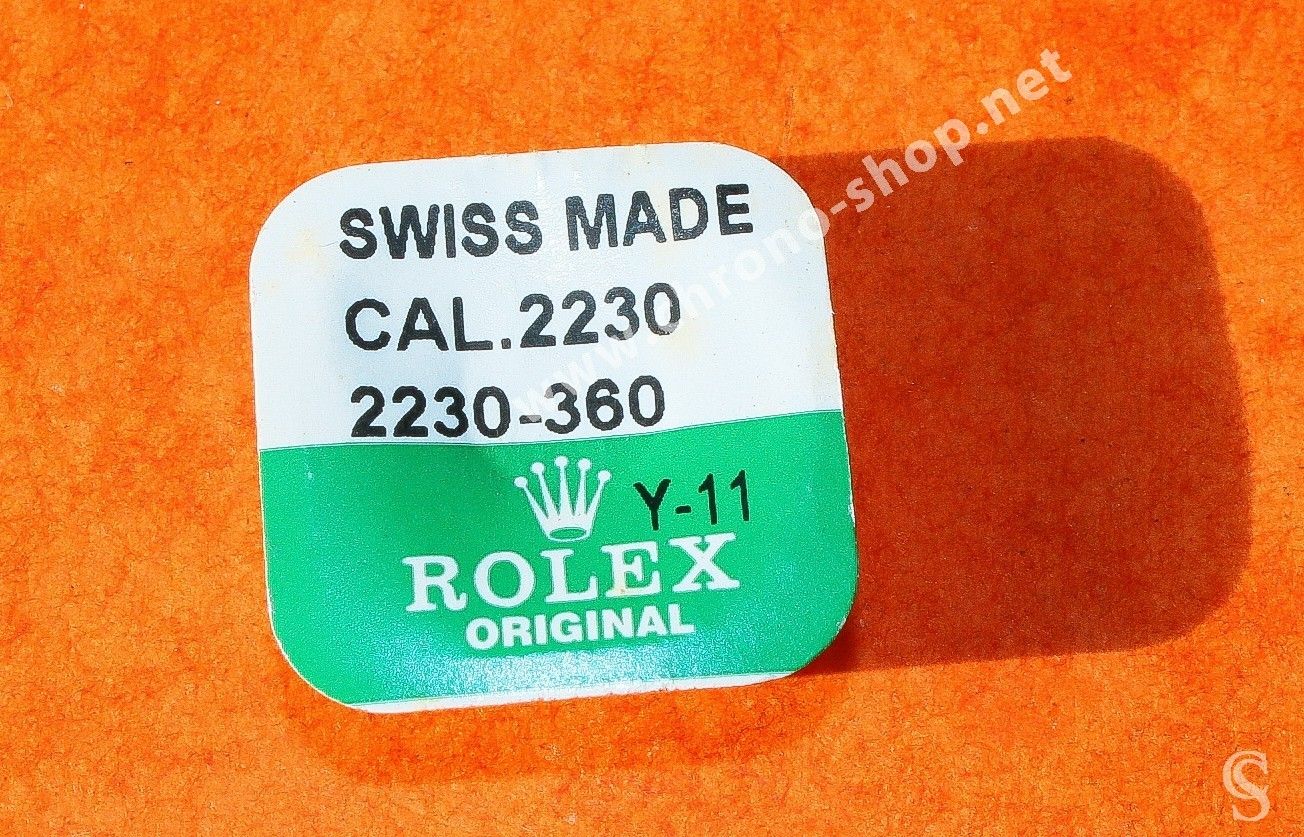 SWISS MADE
CAL.2230
2230-360
Y-11
ROLEX
ORIGINAL
www.chrono-shop.net